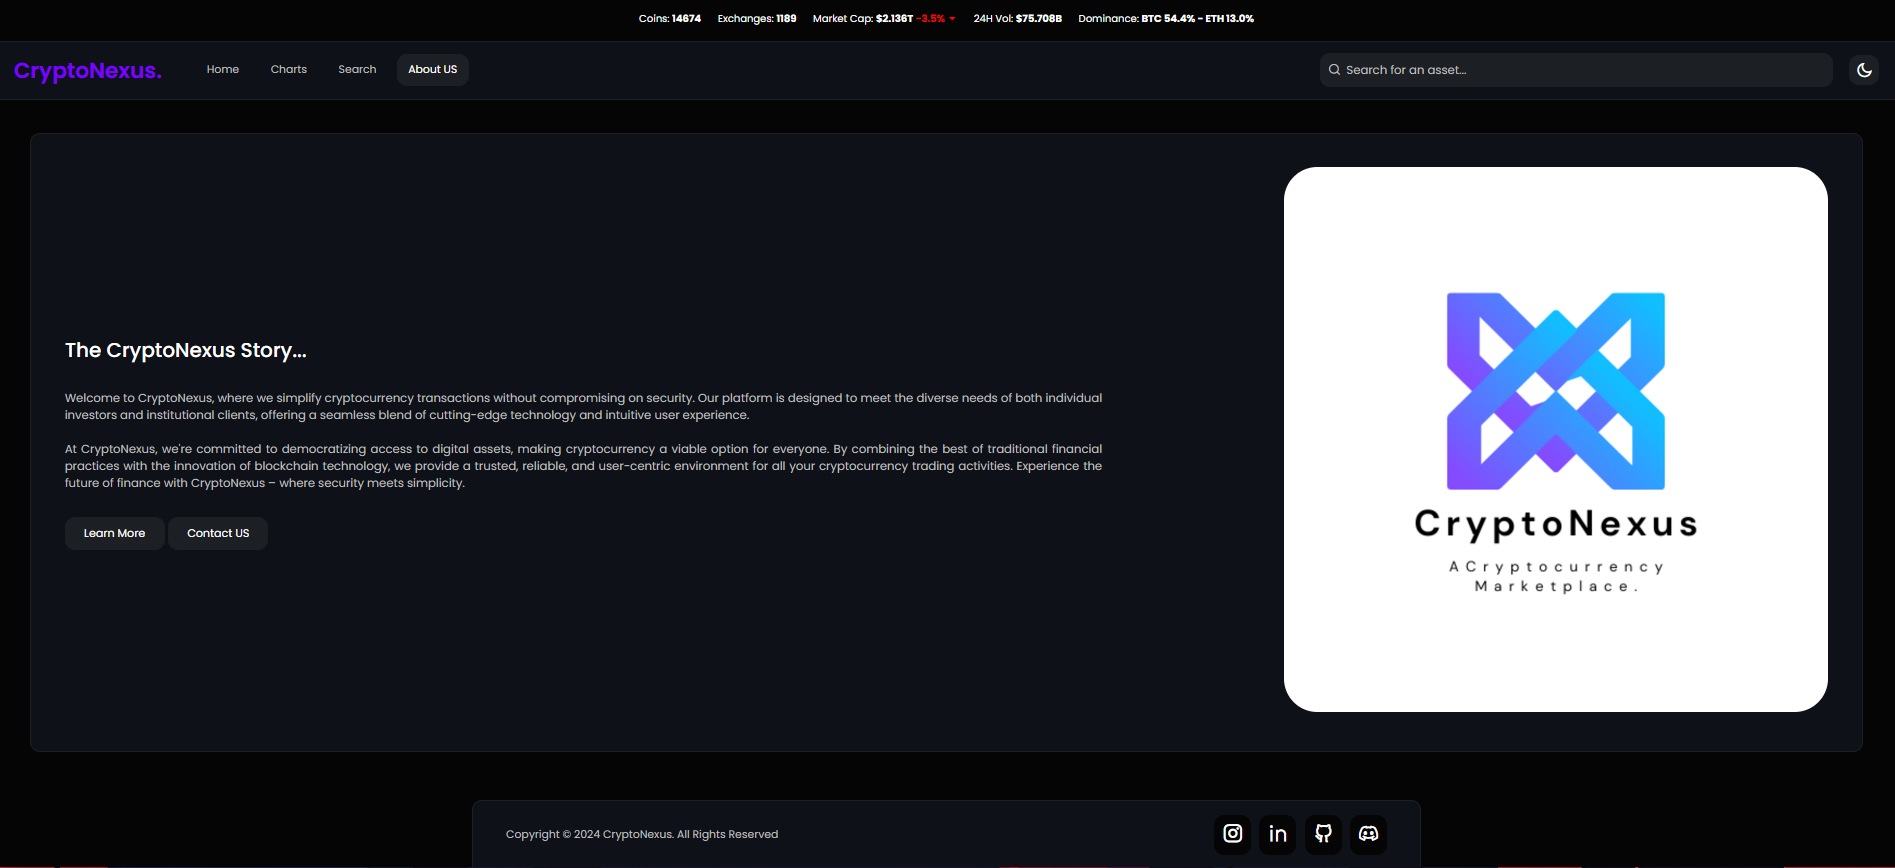 Coins: 14674 Exchanges: 1189 Market Cap: $2.136T -3.5% 24H Vol: $75.708B Dominance: BTC 54.4% - ETH 13.0%
CryptoNexus. Home Charts Search About US Search for an asset...
The CryptoNexus Story...
Welcome to CryptoNexus, where we simplify cryptocurrency transactions without compromising on security. Our platform is designed to meet the diverse needs of both individual
investors and institutional clients, offering a seamless blend of cutting-edge technology and intuitive user experience.
At CryptoNexus, we're committed to democratizing access to digital assets, making cryptocurrency a viable option for everyone. By combining the best of traditional financial
practices with the innovation of blockchain technology, we provide a trusted, reliable, and user-centric environment for all your cryptocurrency trading activities. Experience the
future of finance with CryptoNexus – where security meets simplicity.
Learn More Contact US
CryptoNexus
A Cryptocurrency
Marketplace.
Copyright © 2024 CryptoNexus. All Rights Reserved in